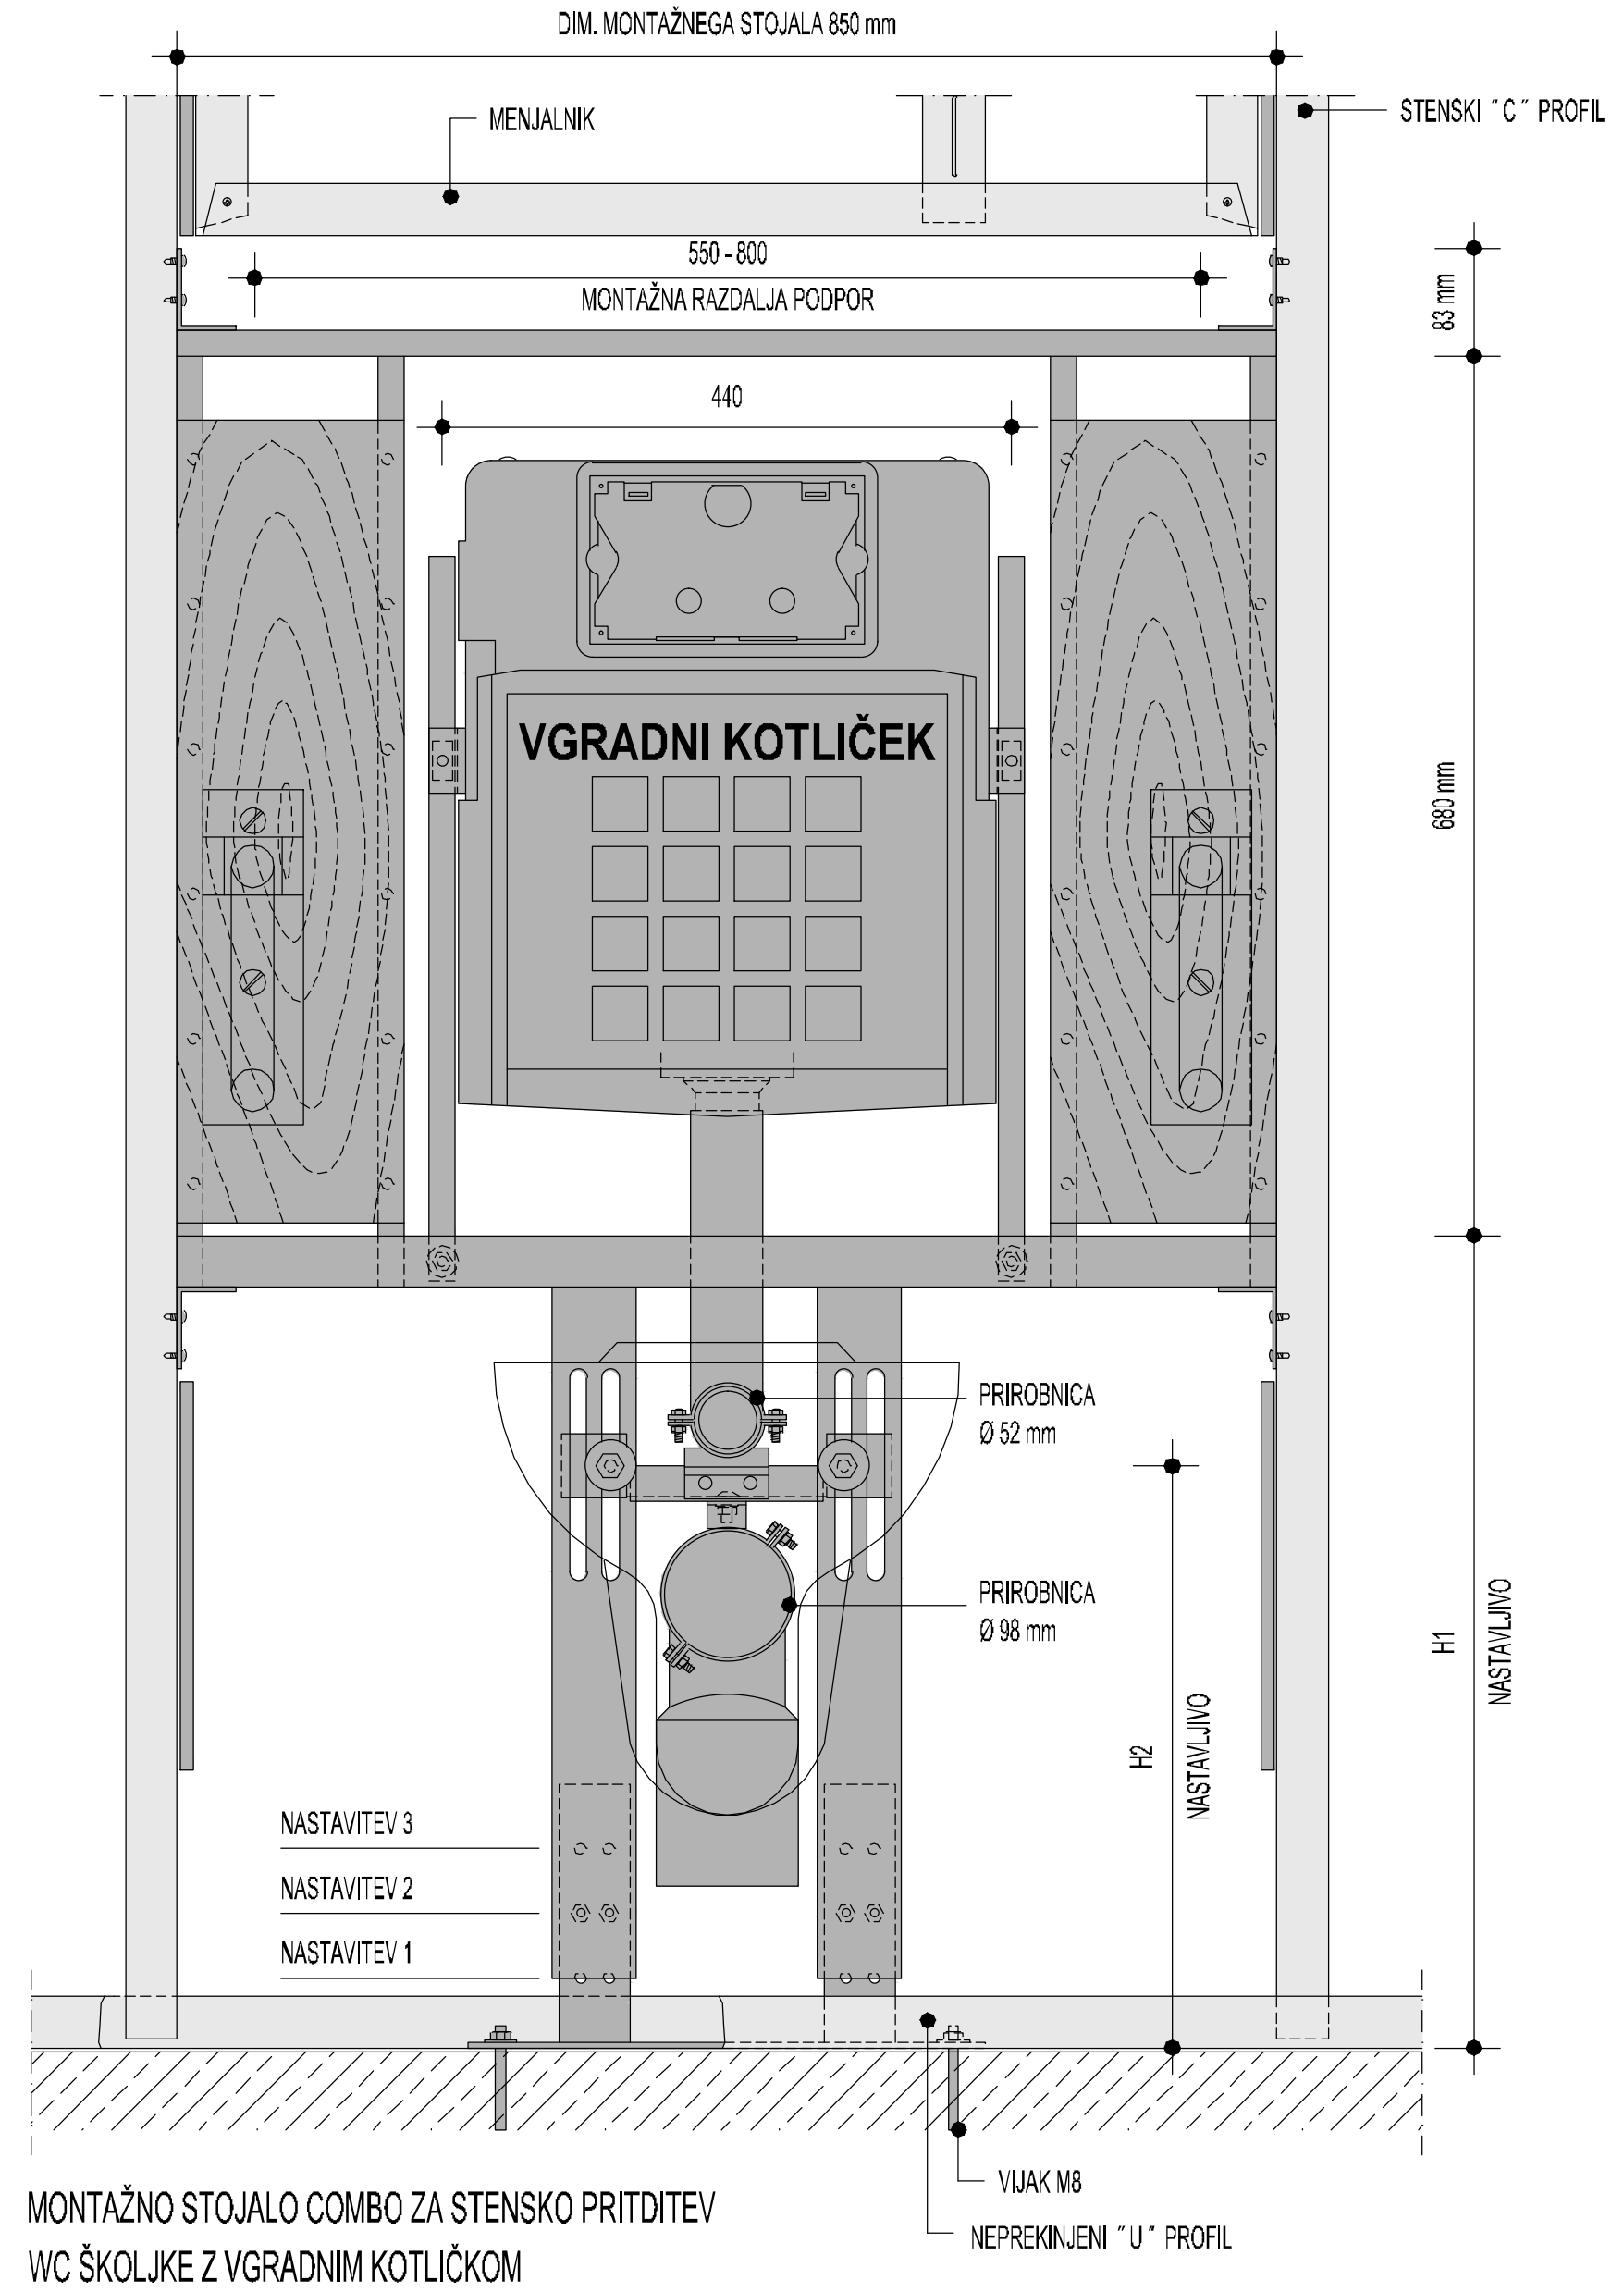 DIM. MONTAŽNEGA STOJALA 850 mm
MENJALNIK
STENSKI ˝ C ˝ PROFIL
550 - 800
MONTAŽNA RAZDALJA PODPOR
83 mm
440
VGRADNI KOTLIČEK
680 mm
PRIROBNICA
Ø 52 mm
PRIROBNICA
Ø 98 mm
H1
NASTAVLJIVO
H2
NASTAVLJIVO
NASTAVITEV 3
NASTAVITEV 2
NASTAVITEV 1
VIJAK M8
NEPREKINJENI ˝ U ˝ PROFIL
MONTAŽNO STOJALO COMBO ZA STENSKO PRITDITEV
WC ŠKOLJKE Z VGRADNIM KOTLIČKOM